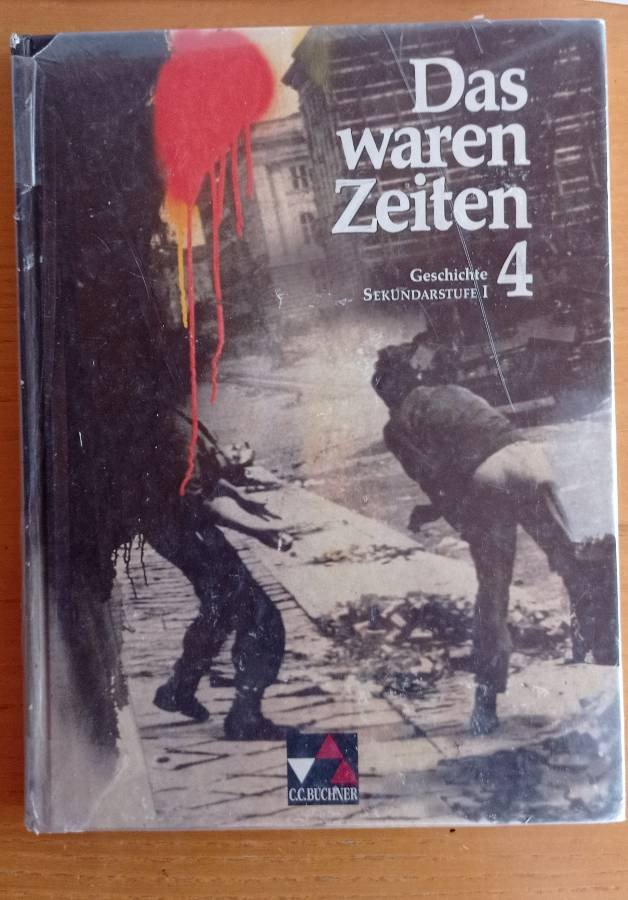 Das
waren
Zeiten
4
Geschichte
SEKUNDARSTUFE I
C.C.BUCHNER